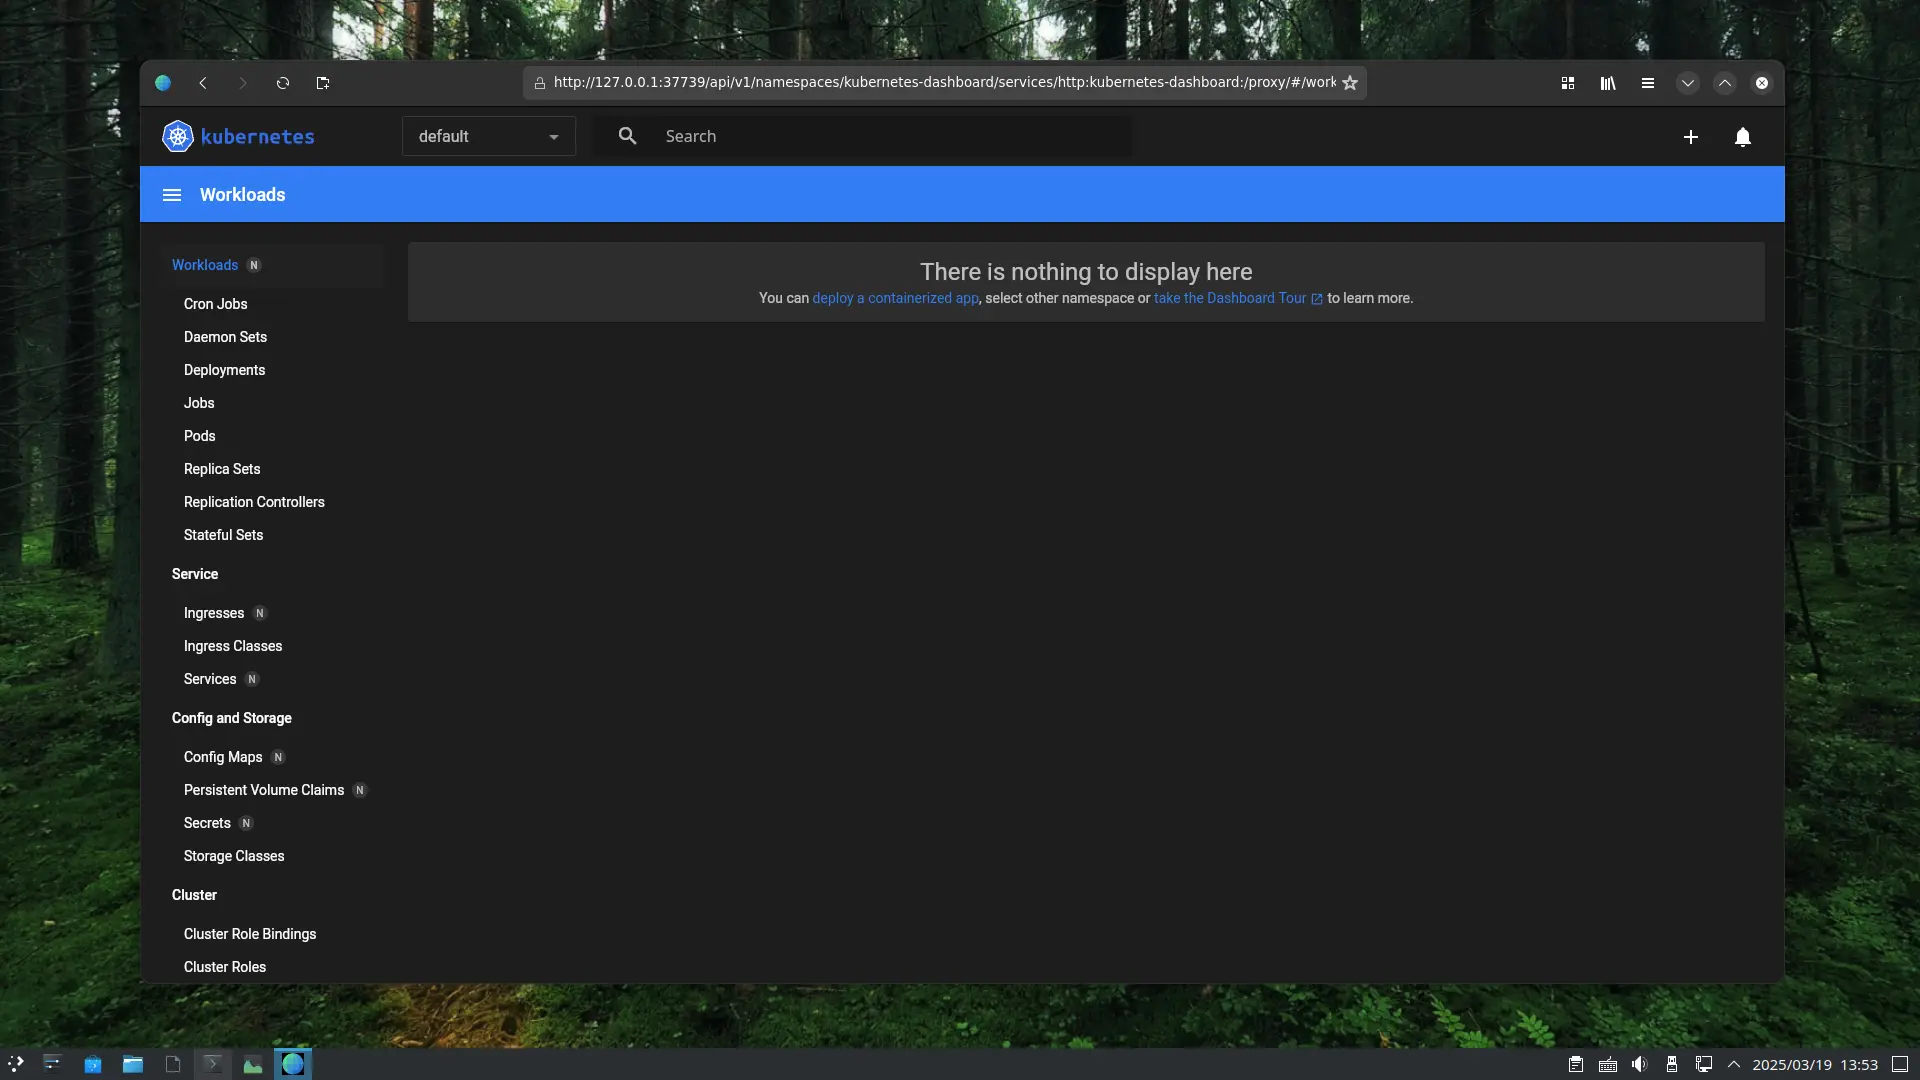 http://127.0.0.1:37739/api/v1/namespaces/kubernetes-dashboard/services/http:kubernetes-dashboard:/proxy/#/work
kubernetes
default
Search
Workloads
Workloads N
Cron Jobs
Daemon Sets
Deployments
Jobs
Pods
Replica Sets
Replication Controllers
Stateful Sets
Service
Ingresses N
Ingress Classes
Services N
Config and Storage
Config Maps N
Persistent Volume Claims N
Secrets N
Storage Classes
Cluster
Cluster Role Bindings
Cluster Roles
There is nothing to display here
You can deploy a containerized app, select other namespace or take the Dashboard Tour to learn more.
2025/03/19 13:53